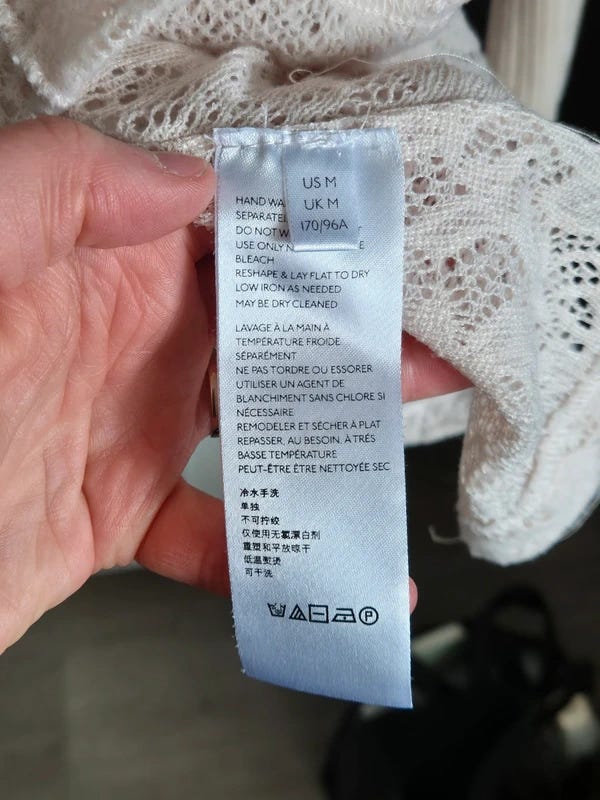 US M
UK M
170/96A
HAND WA
SEPARATEL
DO NOT W
USE ONLY N E
BLEACH
RESHAPE & LAY FLAT TO DRY
LOW IRON AS NEEDED
MAY BE DRY CLEANED
LAVAGE À LA MAIN À
TEMPÉRATURE FROIDE
SÉPARÉMENT
NE PAS TORDRE OU ESSORER
UTILISER UN AGENT DE
BLANCHIMENT SANS CHLORE SI
NÉCESSAIRE
REMODELER ET SÉCHER À PLAT
REPASSER, AU BESOIN, À TRÉS
BASSE TEMPÉRATURE
PEUT-ÊTRE ÊTRE NETTOYÉE SEC
冷水手洗
单独
不可拧绞
仅使用无氯漂白剂
重塑和平放晾干
低温熨烫
可干洗
P